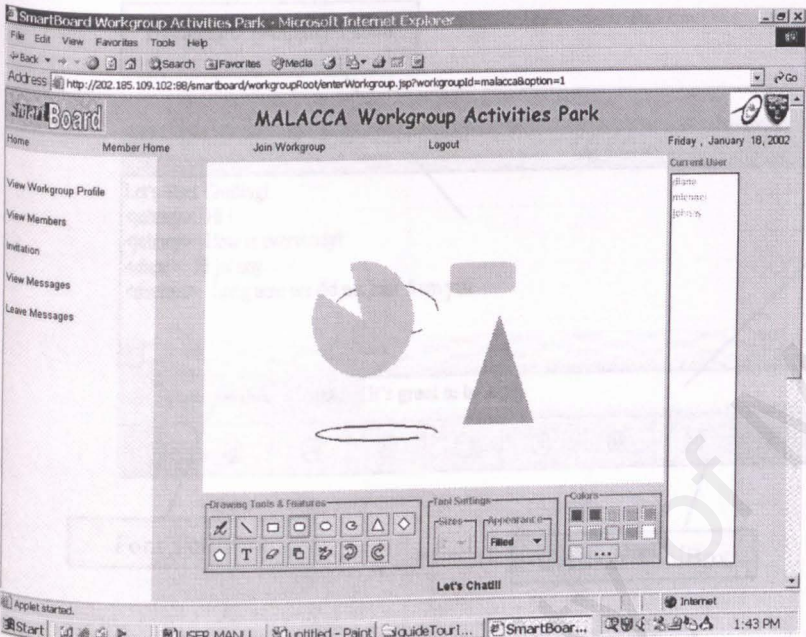 SmartBoard Workgroup Activities Park - Microsoft Internet Explorer
File Edit View Favorites Tools Help
Back Search Favorites Media
Address http://202.185.109.102:88/smartboard/workgroupRoot/enterWorkgroup.jsp?workgroupId=malacca&option=1 Go
Board MALACCA Workgroup Activities Park
Home Member Home Join Workgroup Logout Friday , January 18, 2002
Current User
View Workgroup Profile
View Members
Invitation
View Messages
Leave Messages
diane
Drawing Tools & Features Tool Settings Colors
Sizes Appearance
Filled
T
...
Let's Chat!!!
Applet started. Internet
Start USER MANU... untitled - Paint guideTour1... SmartBoar... 1:43 PM